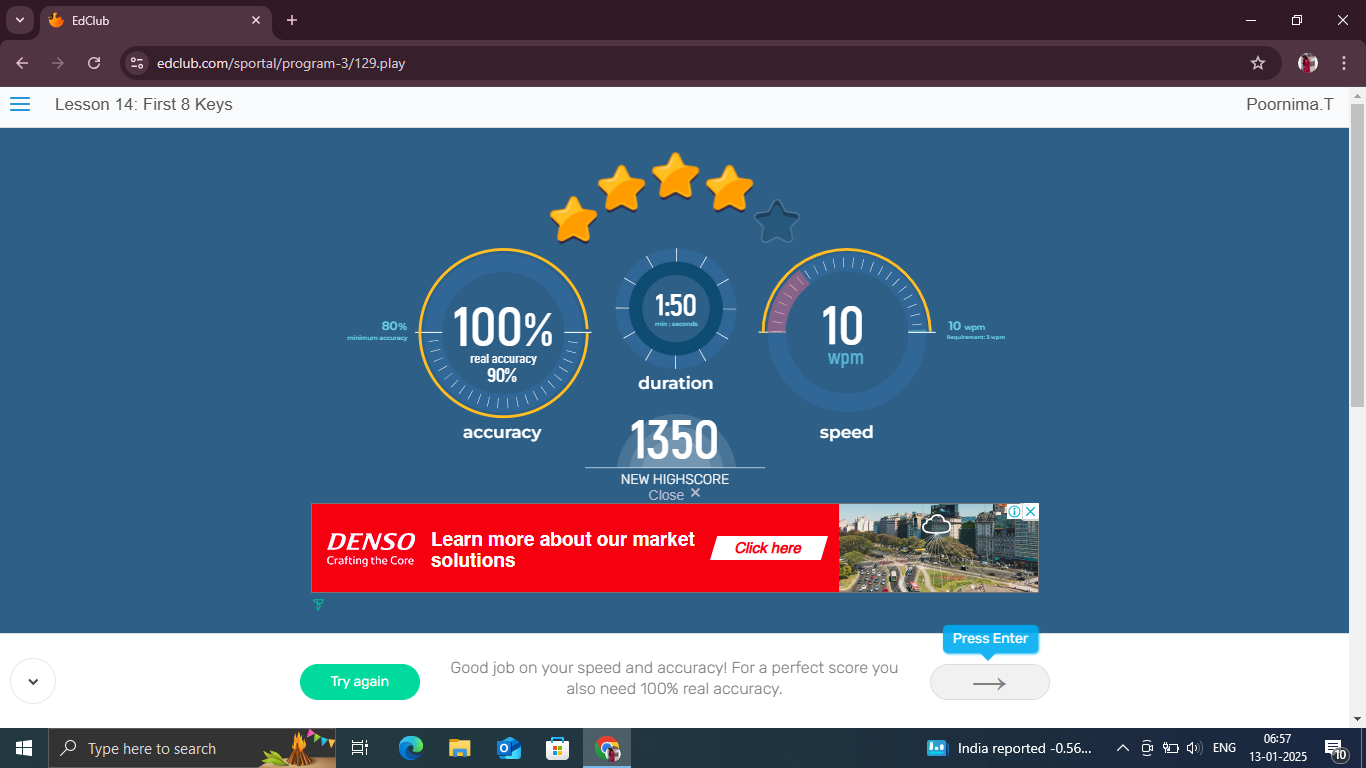 EdClub
edclub.com/sportal/program-3/129.play
Lesson 14: First 8 Keys
Poornima.T
80%
minimum accuracy
100%
real accuracy
90%
accuracy
1:50
min : seconds
duration
10
wpm
speed
10 wpm
Requirement: 3 wpm
1350
NEW HIGHSCORE
Close
DENSO
Crafting the Core
Learn more about our market
solutions
Click here
Press Enter
Try again
Good job on your speed and accuracy! For a perfect score you
also need 100% real accuracy.
Type here to search
India reported -0.56...
ENG
06:57
13-01-2025
10